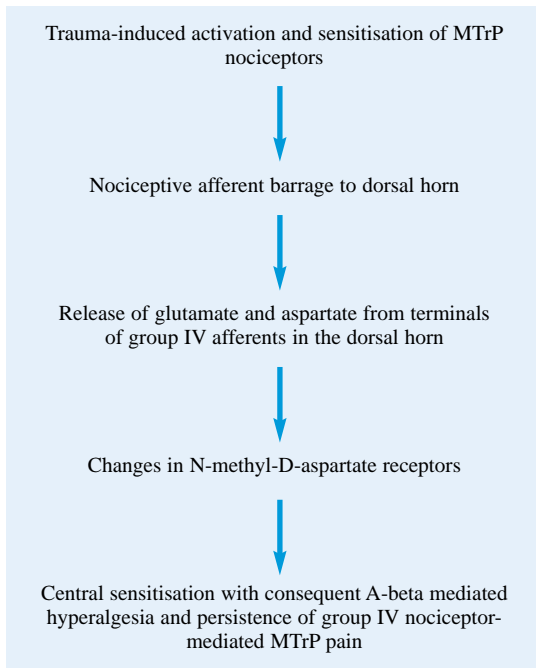 Trauma-induced activation and sensitisation of MTrP
nociceptors
Nociceptive afferent barrage to dorsal horn
Release of glutamate and aspartate from terminals
of group IV afferents in the dorsal horn
Changes in N-methyl-D-aspartate receptors
Central sensitisation with consequent A-beta mediated
hyperalgesia and persistence of group IV nociceptor-
mediated MTrP pain